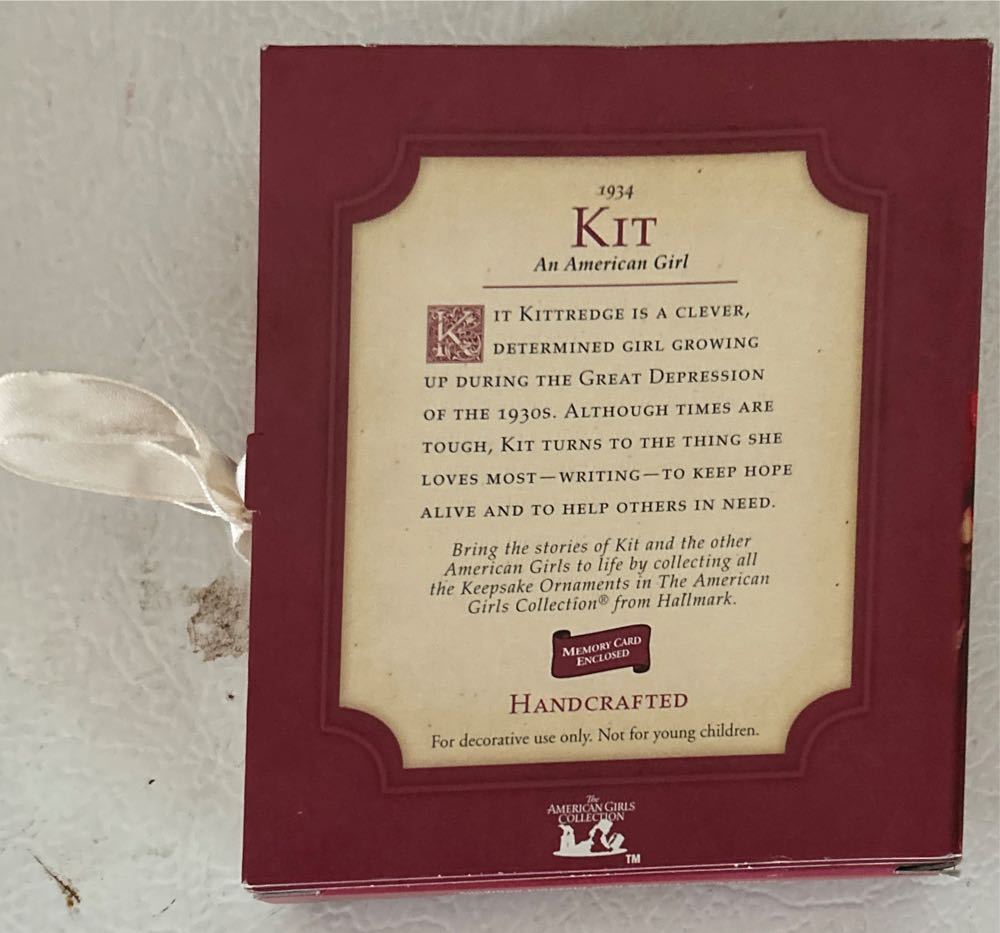 1934
KIT
An American Girl
KIT KITTREDGE IS A CLEVER,
DETERMINED GIRL GROWING
UP DURING THE GREAT DEPRESSION
OF THE 1930S. ALTHOUGH TIMES ARE
TOUGH, KIT TURNS TO THE THING SHE
LOVES MOST—WRITING—TO KEEP HOPE
ALIVE AND TO HELP OTHERS IN NEED.
Bring the stories of Kit and the other
American Girls to life by collecting all
the Keepsake Ornaments in The American
Girls Collection® from Hallmark.
MEMORY CARD
ENCLOSED
HANDCRAFTED
For decorative use only. Not for young children.
The
AMERICAN GIRLS
COLLECTION
TM